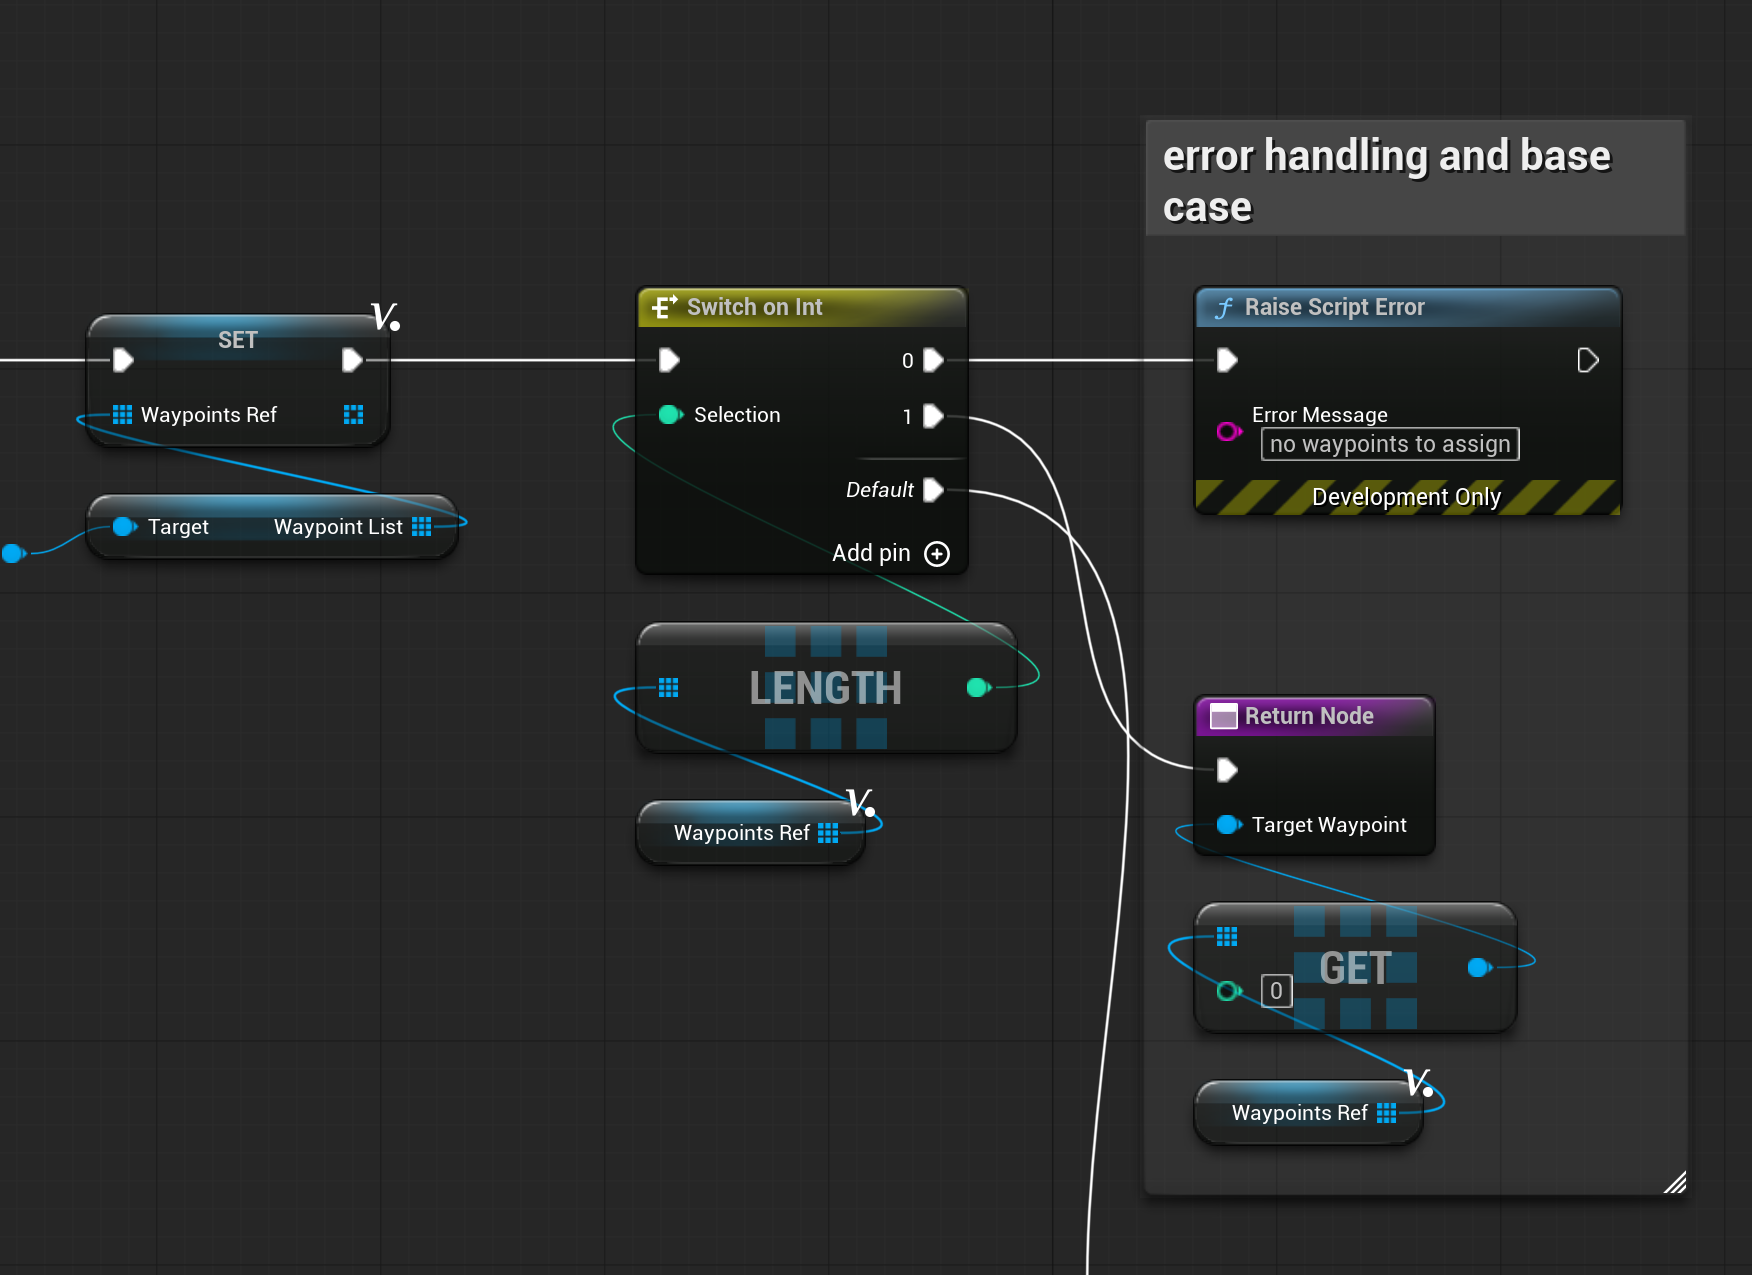 error handling and base
case
SET
Waypoints Ref
Target
Waypoint List
Switch on Int
0
Selection
1
Default
Add pin
LENGTH
Waypoints Ref
Raise Script Error
Error Message
no waypoints to assign
Development Only
Return Node
Target Waypoint
GET
0
Waypoints Ref